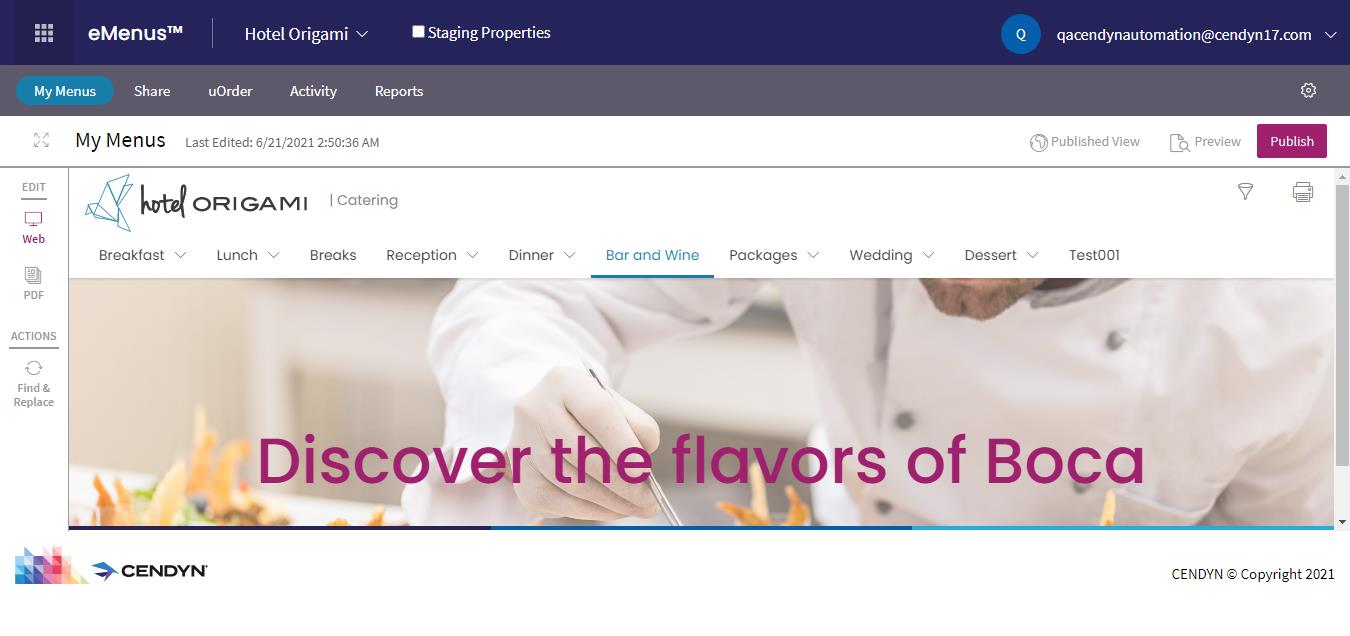 eMenus™ Hotel Origami Staging Properties Q qacendynautomation@cendyn17.com
My Menus Share uOrder Activity Reports
My Menus Last Edited: 6/21/2021 2:50:36 AM Published View Preview Publish
EDIT
Web
PDF
ACTIONS
Find &
Replace
hotel ORIGAMI | Catering
Breakfast Lunch Breaks Reception Dinner Bar and Wine Packages Wedding Dessert Test001
Discover the flavors of Boca
CENDYN CENDYN © Copyright 2021